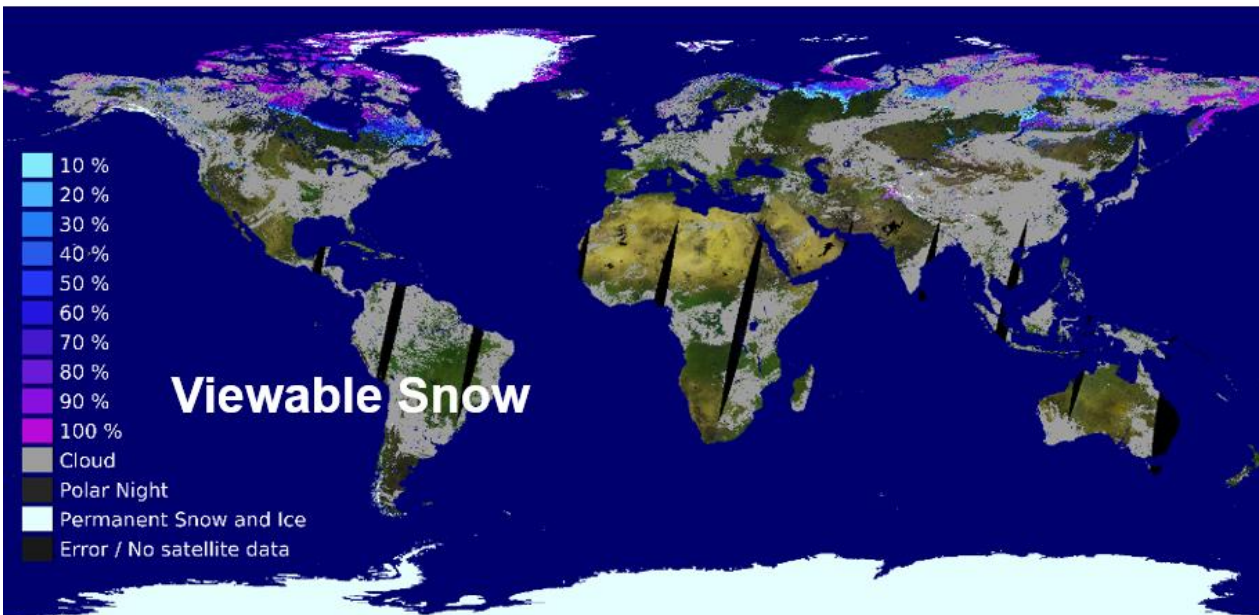 10 %
20 %
30 %
40 %
50 %
60 %
70 %
80 %
90 %
100 %
Cloud
Polar Night
Permanent Snow and Ice
Error / No satellite data
Viewable Snow